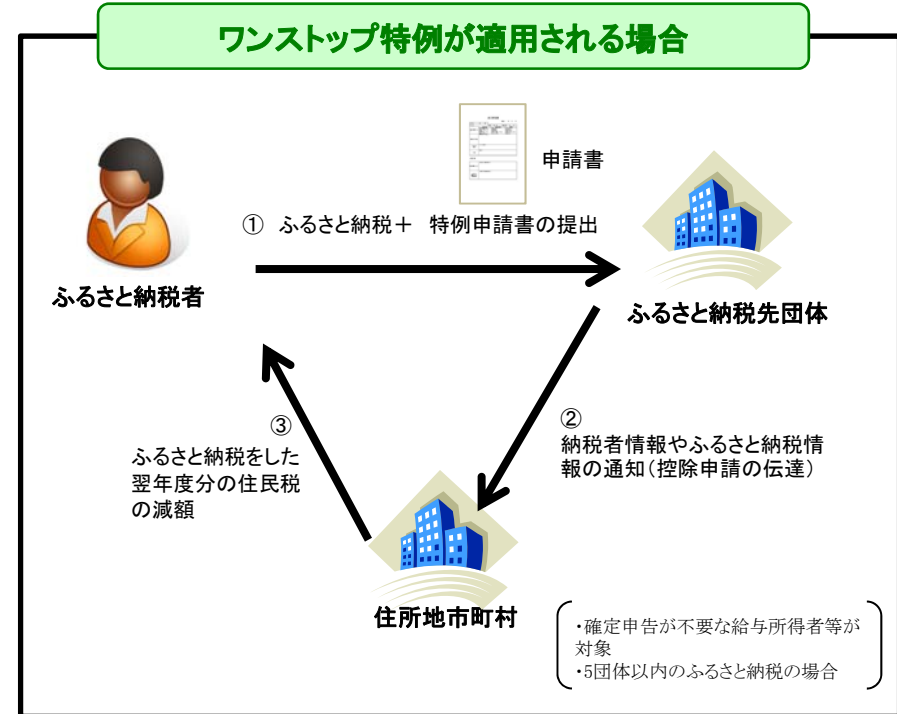 ワンストップ特例が適用される場合
申請書
① ふるさと納税＋ 特例申請書の提出
ふるさと納税者
ふるさと納税先団体
②
納税者情報やふるさと納税情
報の通知（控除申請の伝達）
③
ふるさと納税をした
翌年度分の住民税
の減額
住所地市町村
・確定申告が不要な給与所得者等が
対象
・5団体以内のふるさと納税の場合